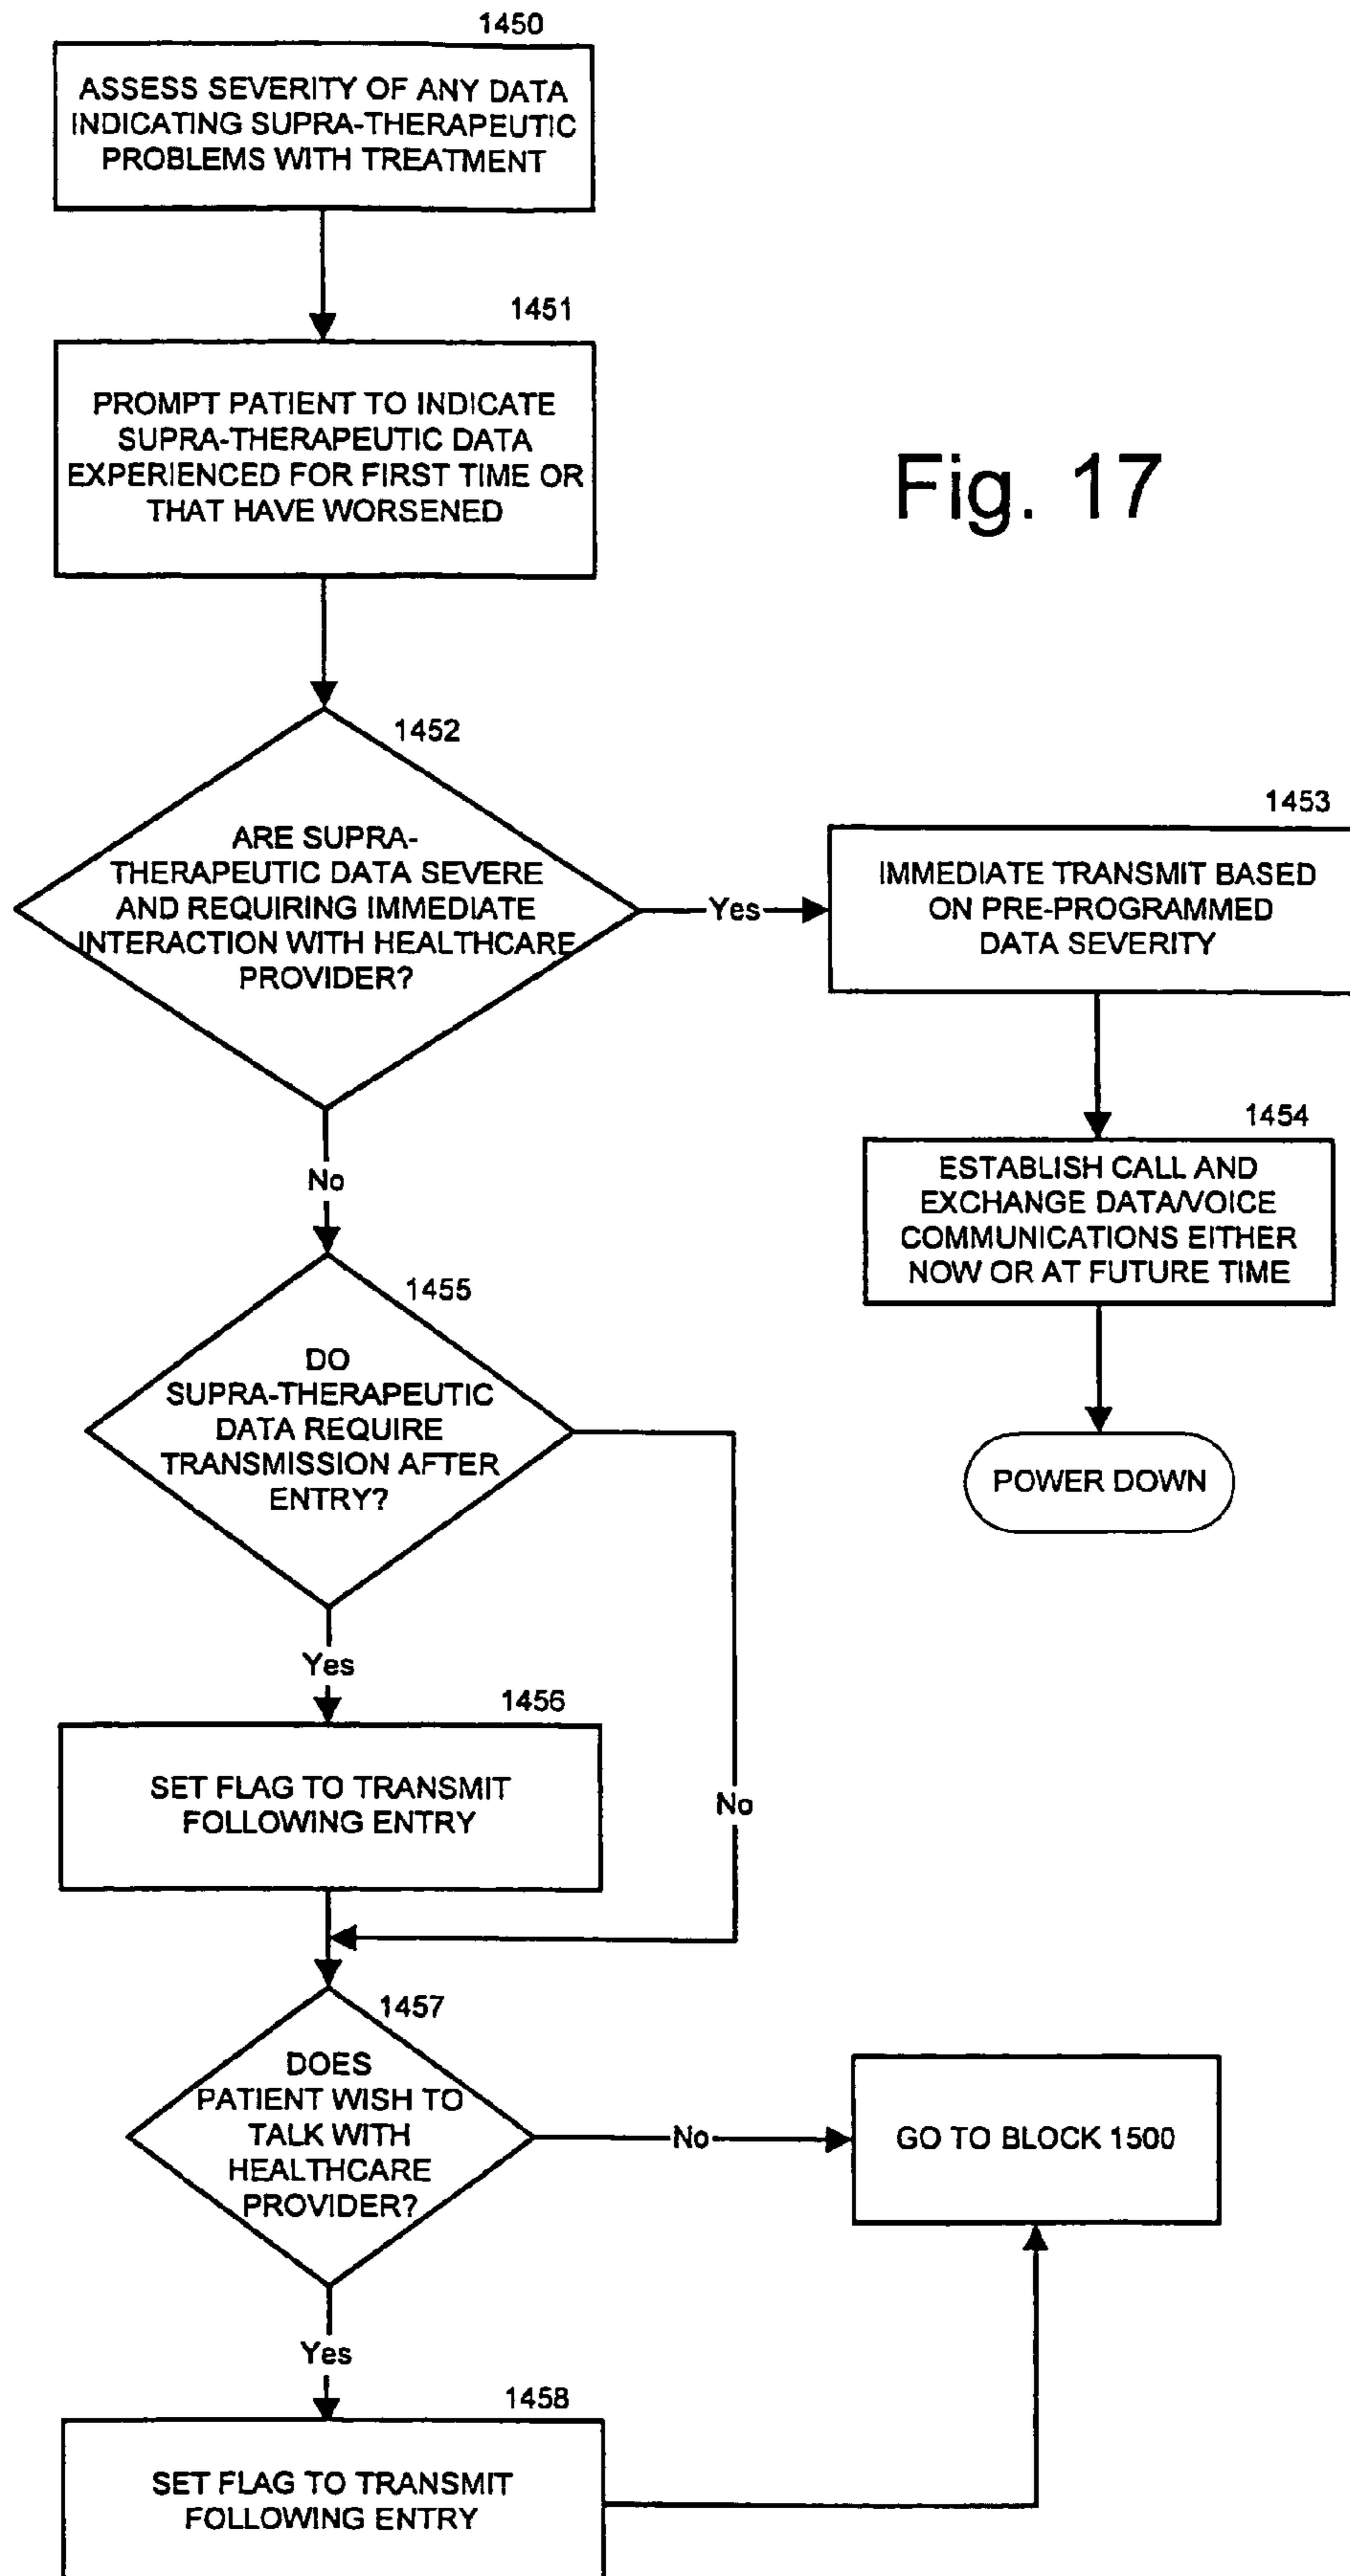 1450
ASSESS SEVERITY OF ANY DATA
INDICATING SUPRA-THERAPEUTIC
PROBLEMS WITH TREATMENT
1451
PROMPT PATIENT TO INDICATE
SUPRA-THERAPEUTIC DATA
EXPERIENCED FOR FIRST TIME OR
THAT HAVE WORSENED
Fig. 17
1452
ARE SUPRA-
THERAPEUTIC DATA SEVERE
AND REQUIRING IMMEDIATE
INTERACTION WITH HEALTHCARE
PROVIDER?
Yes
1453
IMMEDIATE TRANSMIT BASED
ON PRE-PROGRAMMED
DATA SEVERITY
1454
ESTABLISH CALL AND
EXCHANGE DATA/VOICE
COMMUNICATIONS EITHER
NOW OR AT FUTURE TIME
POWER DOWN
No
1455
DO
SUPRA-THERAPEUTIC
DATA REQUIRE
TRANSMISSION AFTER
ENTRY?
Yes
No
1456
SET FLAG TO TRANSMIT
FOLLOWING ENTRY
1457
DOES
PATIENT WISH TO
TALK WITH
HEALTHCARE
PROVIDER?
No
GO TO BLOCK 1500
Yes
1458
SET FLAG TO TRANSMIT
FOLLOWING ENTRY